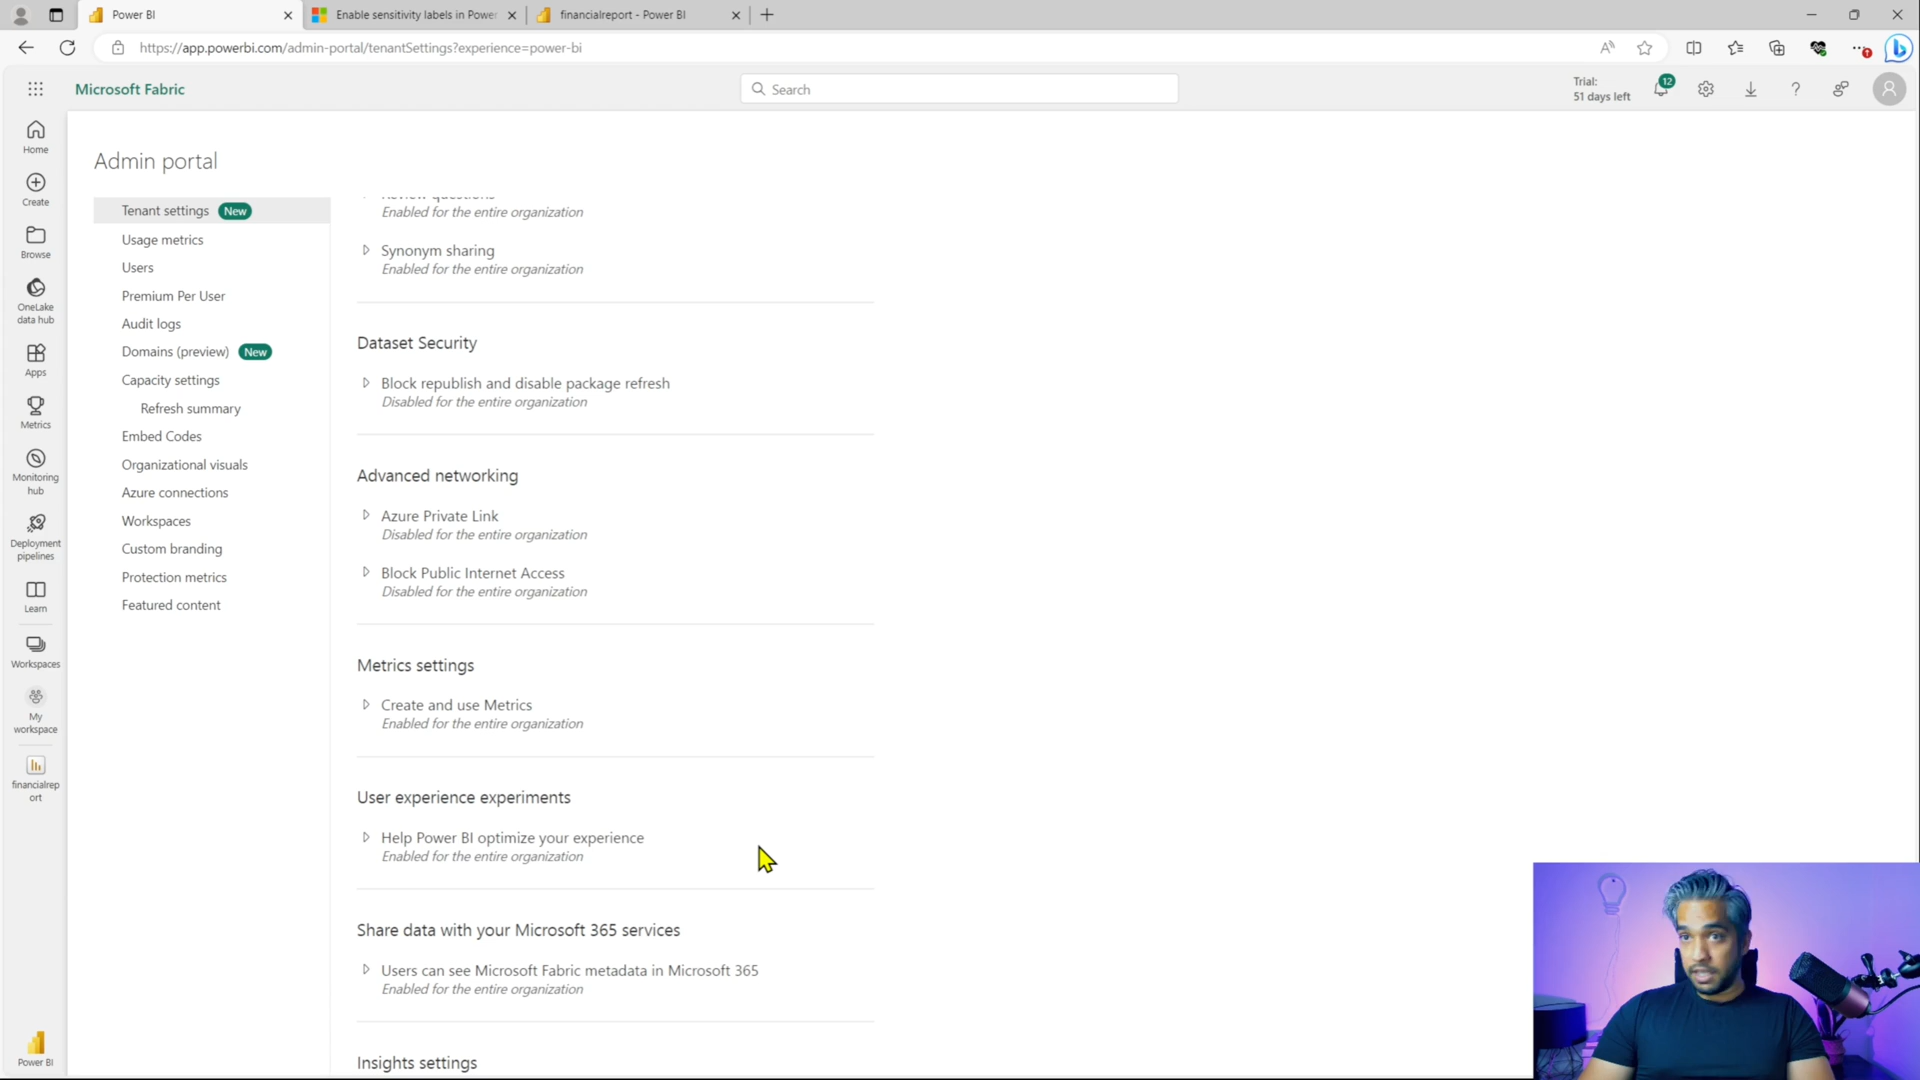 Power BI
Enable sensitivity labels in Power
financialreport - Power BI
https://app.powerbi.com/admin-portal/tenantSettings?experience=power-bi
Microsoft Fabric
Search
Trial:
51 days left
12
Home
Create
Browse
OneLake
data hub
Apps
Metrics
Monitoring
hub
Deployment
pipelines
Learn
Workspaces
My
workspace
financialrep
ort
Power BI
Admin portal
Tenant settings New
Usage metrics
Users
Premium Per User
Audit logs
Domains (preview) New
Capacity settings
Refresh summary
Embed Codes
Organizational visuals
Azure connections
Workspaces
Custom branding
Protection metrics
Featured content
Review questions
Enabled for the entire organization
Synonym sharing
Enabled for the entire organization
Dataset Security
Block republish and disable package refresh
Disabled for the entire organization
Advanced networking
Azure Private Link
Disabled for the entire organization
Block Public Internet Access
Disabled for the entire organization
Metrics settings
Create and use Metrics
Enabled for the entire organization
User experience experiments
Help Power BI optimize your experience
Enabled for the entire organization
Share data with your Microsoft 365 services
Users can see Microsoft Fabric metadata in Microsoft 365
Enabled for the entire organization
Insights settings